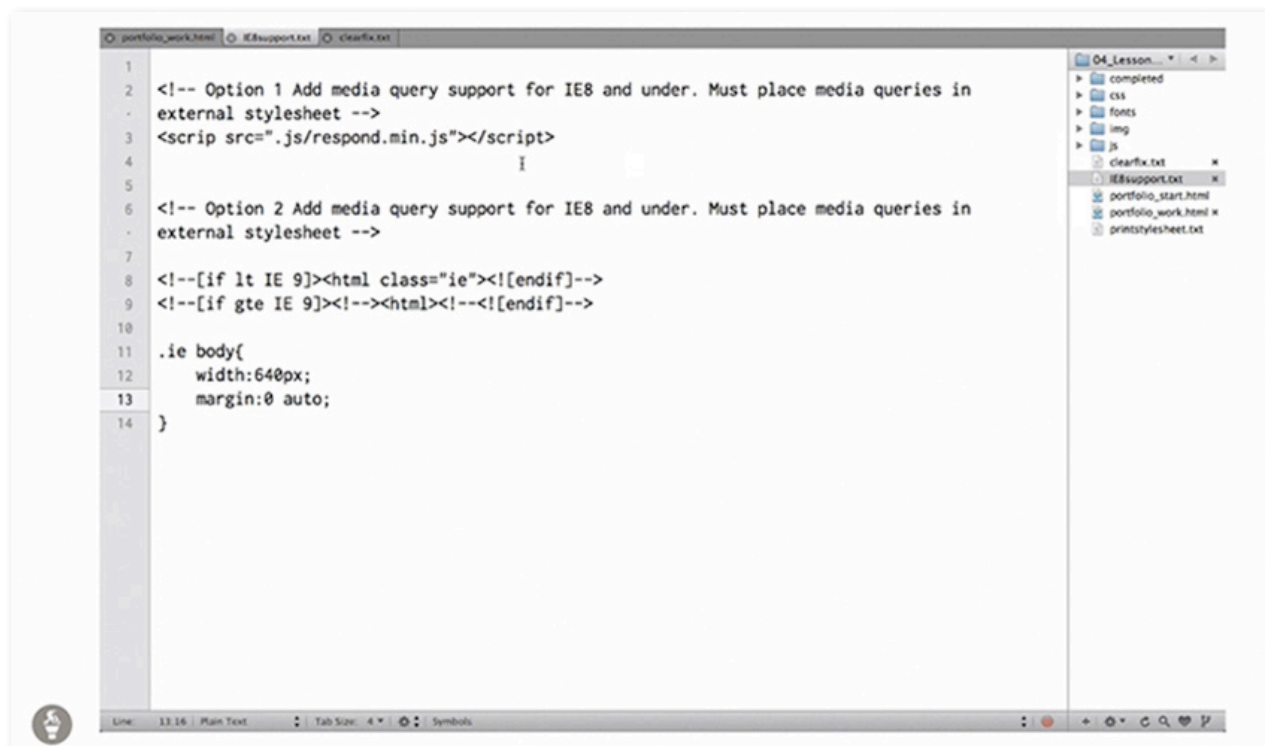 portfolio_work.html IE8support.txt clearfix.txt
1
2 <!-- Option 1 Add media query support for IE8 and under. Must place media queries in
external stylesheet -->
3 <scrip src=".js/respond.min.js"></script>
4
5
6 <!-- Option 2 Add media query support for IE8 and under. Must place media queries in
external stylesheet -->
7
8 <!--[if lt IE 9]><html class="ie"><![endif]-->
9 <!--[if gte IE 9]><!--><html><!--<![endif]-->
10
11 .ie body{
12 width:640px;
13 margin:0 auto;
14 }
04_Lesson...
completed
css
fonts
img
js
clearfix.txt
IE8support.txt
portfolio_start.html
portfolio_work.html
printstylesheet.txt
Line: 13:16 Plain Text Tab Size: 4 Symbols